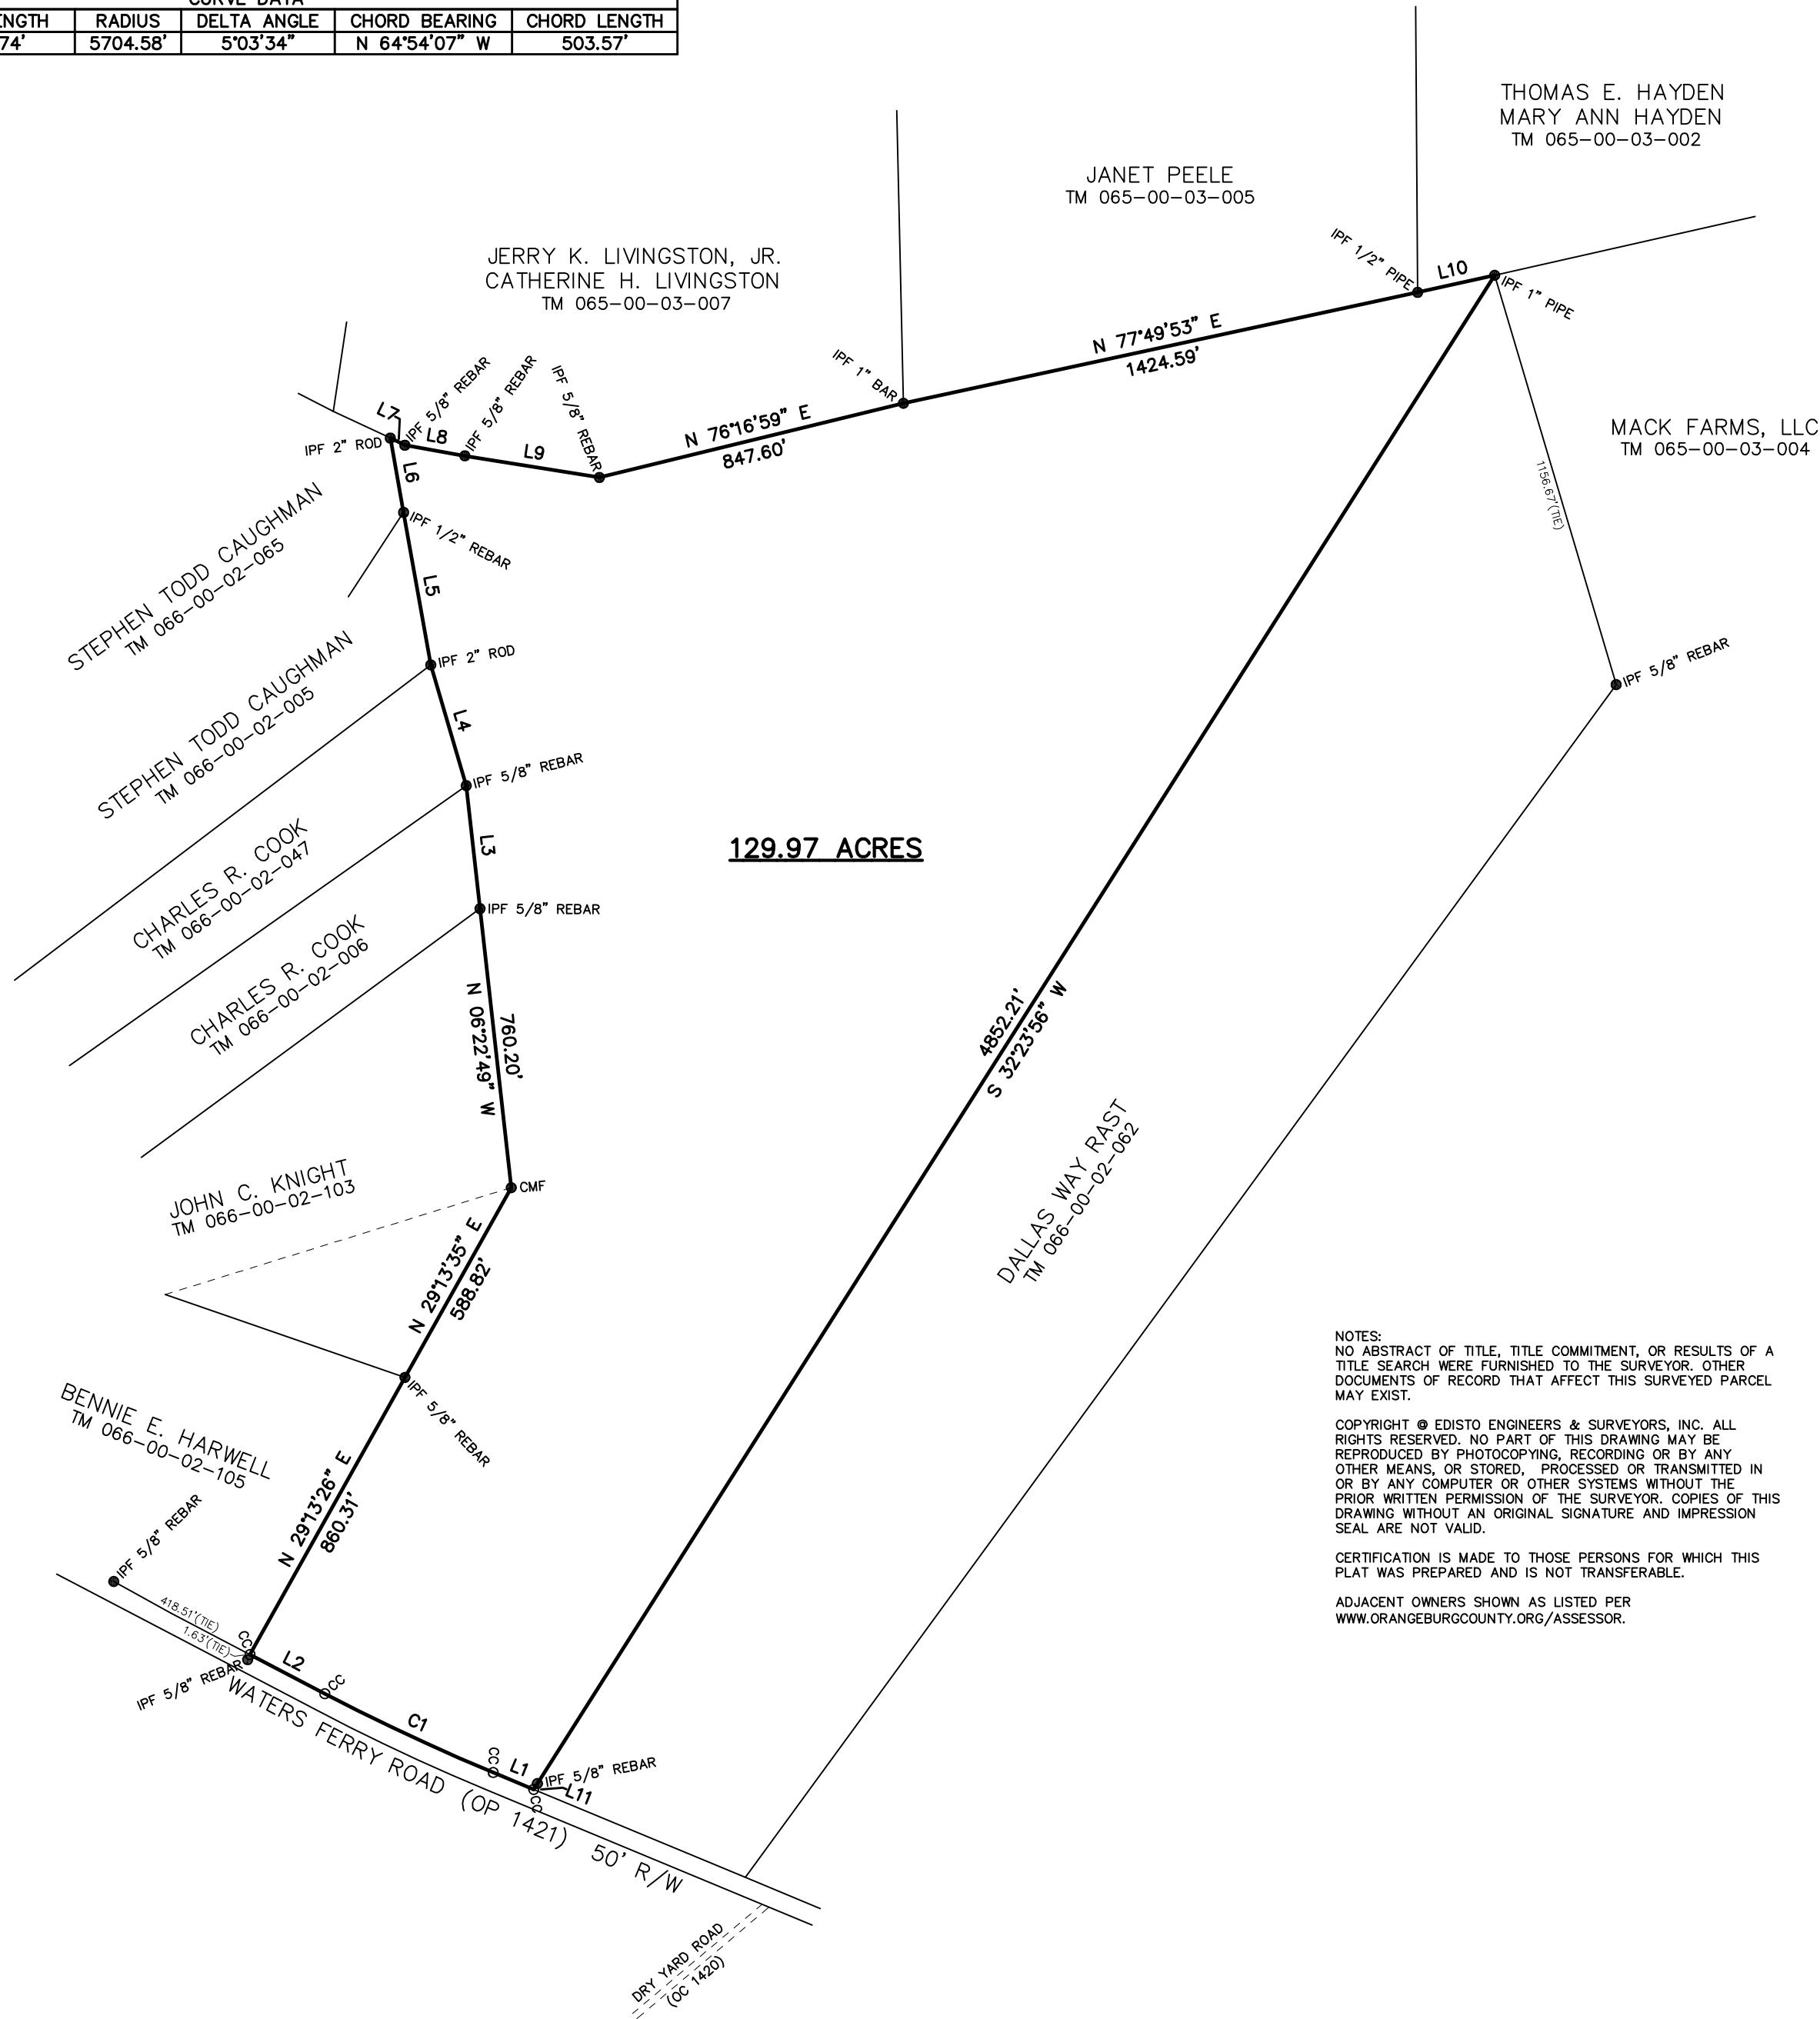 CURVE DATA
RADIUS DELTA ANGLE CHORD BEARING CHORD LENGTH
74' 5704.58' 5°03'34" N 64°54'07" W 503.57'
THOMAS E. HAYDEN
MARY ANN HAYDEN
TM 065-00-03-002
JANET PEELE
TM 065-00-03-005
JERRY K. LIVINGSTON, JR.
CATHERINE H. LIVINGSTON
TM 065-00-03-007
IPF 1/2" PIPE
L10
IPF 1" PIPE
N 77°49'53" E
1424.59'
IPF 1" BAR
IPF 5/8" REBAR
IPF 5/8" REBAR
IPF 5/8" REBAR
L7
L8
L9
IPF 2" ROD
N 76°16'59" E
847.60'
MACK FARMS, LLC
TM 065-00-03-004
1156.67'(TIE)
L6
IPF 1/2" REBAR
STEPHEN TODD CAUGHMAN
TM 066-00-02-065
L5
IPF 2" ROD
IPF 5/8" REBAR
STEPHEN TODD CAUGHMAN
TM 066-00-02-005
L4
IPF 5/8" REBAR
CHARLES R. COOK
TM 066-00-02-047
L3
129.97 ACRES
IPF 5/8" REBAR
CHARLES R. COOK
TM 066-00-02-006
760.20'
N 06°22'49" W
4852.21'
S 32°23'56" W
DALLAS WAY RAST
TM 066-00-02-062
CMF
JOHN C. KNIGHT
TM 066-00-02-103
N 29°13'35" E
588.82'
IPF 5/8" REBAR
BENNIE E. HARWELL
TM 066-00-02-105
N 29°13'26" E
860.31'
IPF 5/8" REBAR
418.51'(TIE)
1.63'(TIE)
CC
IPF 5/8" REBAR
L2
CC
C1
CC
L1
IPF 5/8" REBAR
L11
CC
WATERS FERRY ROAD (OP 1421) 50' R/W
DRY YARD ROAD
(OC 1420)
NOTES:
NO ABSTRACT OF TITLE, TITLE COMMITMENT, OR RESULTS OF A
TITLE SEARCH WERE FURNISHED TO THE SURVEYOR. OTHER
DOCUMENTS OF RECORD THAT AFFECT THIS SURVEYED PARCEL
MAY EXIST.
COPYRIGHT @ EDISTO ENGINEERS & SURVEYORS, INC. ALL
RIGHTS RESERVED. NO PART OF THIS DRAWING MAY BE
REPRODUCED BY PHOTOCOPYING, RECORDING OR BY ANY
OTHER MEANS, OR STORED, PROCESSED OR TRANSMITTED IN
OR BY ANY COMPUTER OR OTHER SYSTEMS WITHOUT THE
PRIOR WRITTEN PERMISSION OF THE SURVEYOR. COPIES OF THIS
DRAWING WITHOUT AN ORIGINAL SIGNATURE AND IMPRESSION
SEAL ARE NOT VALID.
CERTIFICATION IS MADE TO THOSE PERSONS FOR WHICH THIS
PLAT WAS PREPARED AND IS NOT TRANSFERABLE.
ADJACENT OWNERS SHOWN AS LISTED PER
WWW.ORANGEBURGCOUNTY.ORG/ASSESSOR.